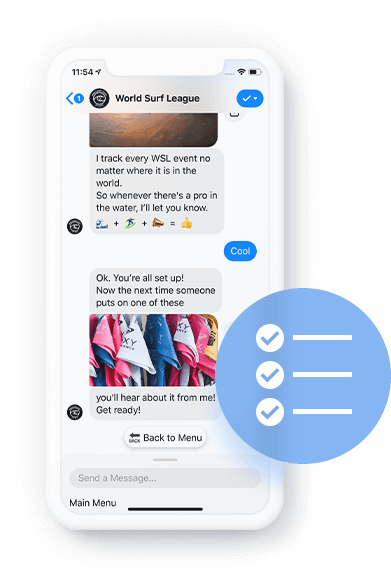 11:54
1
World Surf League
I track every WSL event no
matter where it is in the
world.
So whenever there's a pro in
the water, I'll let you know.
🌊 + 🏄 + 📣 = 👍
Cool
Ok. You're all set up!
Now the next time someone
puts on one of these
you'll hear about it from me!
Get ready!
BACK Back to Menu
Send a Message...
Main Menu